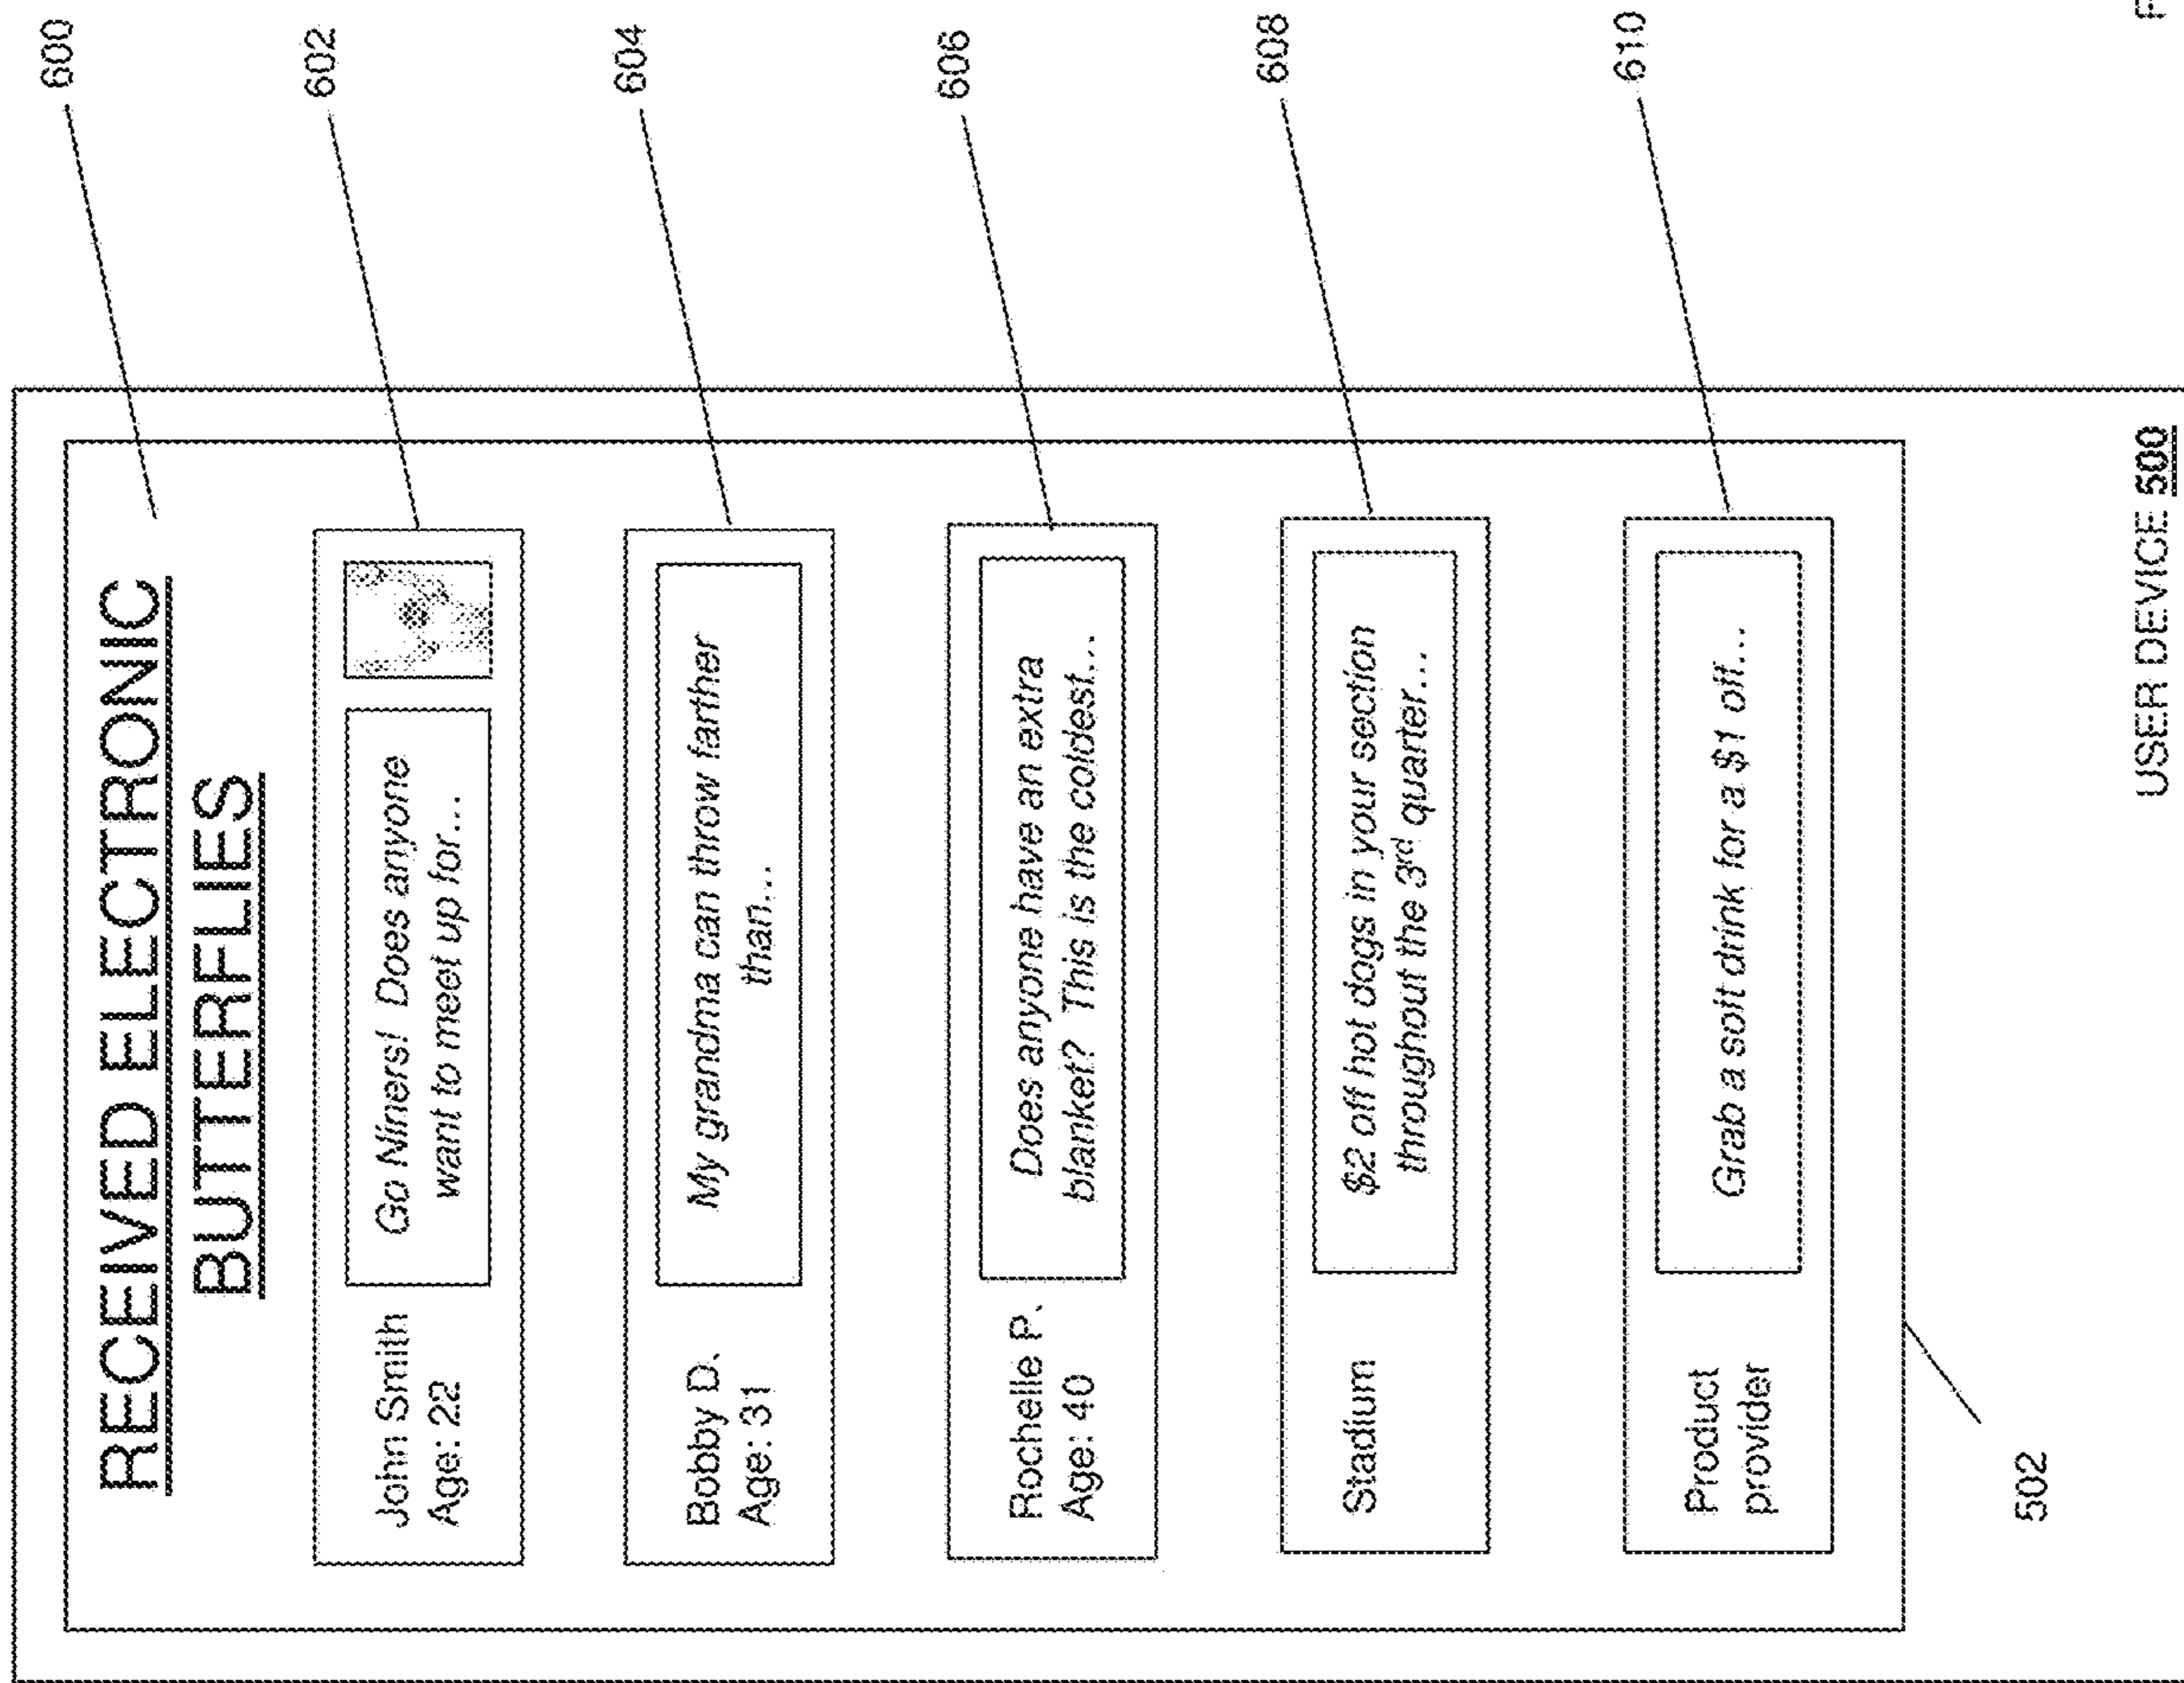 RECEIVED ELECTRONIC
BUTTERFLIES
600
John Smith
Age: 22
Go Niners! Does anyone
want to meet up for...
602
Bobby D.
Age: 31
My grandma can throw farther
than...
604
Rochelle P.
Age: 40
Does anyone have an extra
blanket? This is the coldest...
606
Stadium
$2 off hot dogs in your section
throughout the 3rd quarter...
608
Product
provider
Grab a soft drink for a $1 off...
610
502
USER DEVICE 500